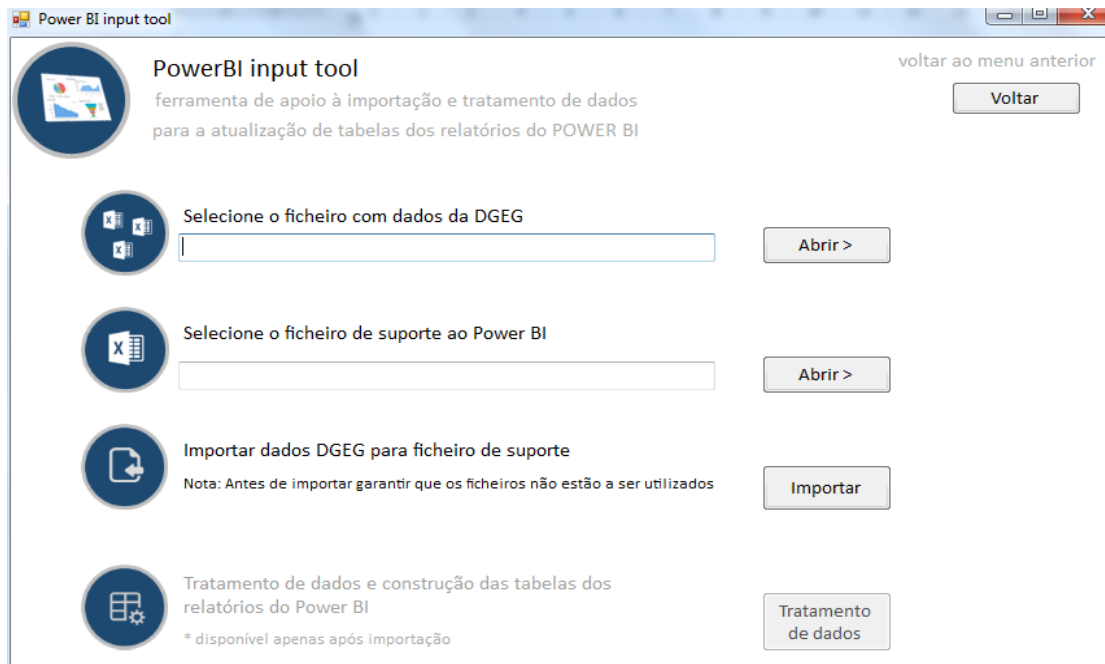 Power BI input tool
PowerBI input tool
voltar ao menu anterior
ferramenta de apoio à importação e tratamento de dados
Voltar
para a atualização de tabelas dos relatórios do POWER BI
Selecione o ficheiro com dados da DGEG
Abrir >
Selecione o ficheiro de suporte ao Power BI
Abrir >
Importar dados DGEG para ficheiro de suporte
Nota: Antes de importar garantir que os ficheiros não estão a ser utilizados
Importar
Tratamento de dados e construção das tabelas dos
relatórios do Power BI
* disponível apenas após importação
Tratamento
de dados